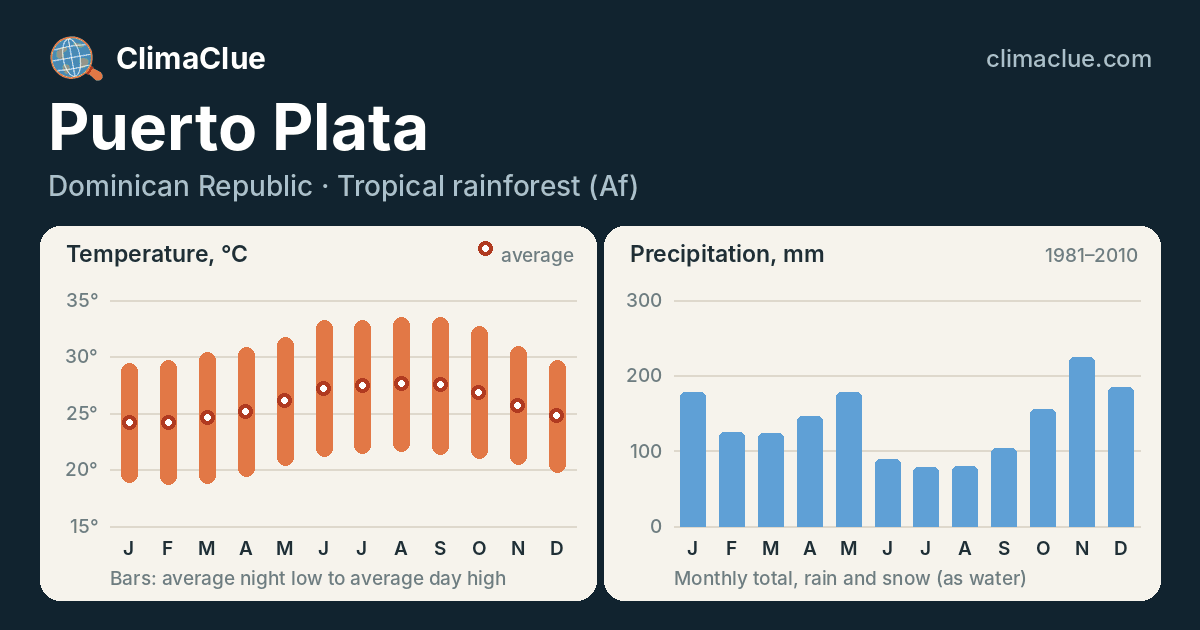 ClimaClue
climaclue.com
Puerto Plata
Dominican Republic · Tropical rainforest (Af)
Temperature, °C
average
35°
30°
25°
20°
15°
J F M A M J J A S O N D
Bars: average night low to average day high
Precipitation, mm
1981–2010
300
200
100
0
J F M A M J J A S O N D
Monthly total, rain and snow (as water)